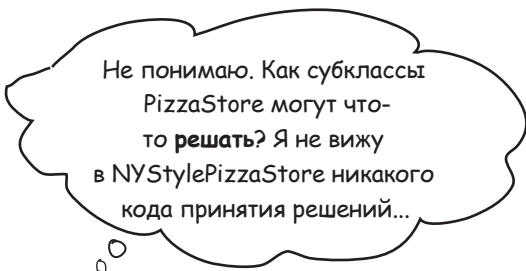 Не понимаю. Как субклассы
PizzaStore могут что-
то решать? Я не вижу
в NYStylePizzaStore никакого
кода принятия решений...